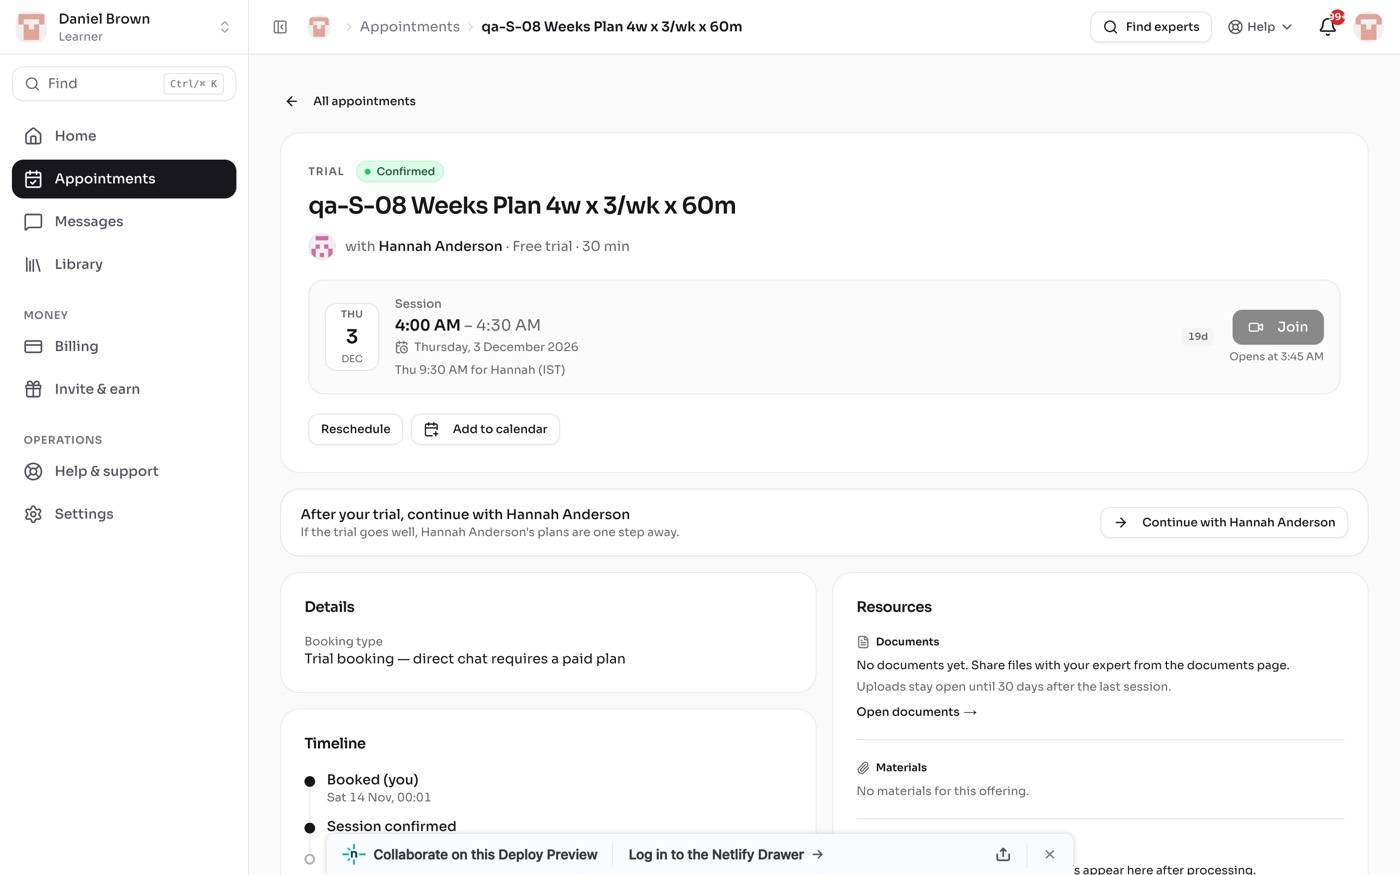 Daniel Brown
Learner
Appointments
qa-S-08 Weeks Plan 4w x 3/wk x 60m
Find experts
Help
99+
Find
Ctrl/⌘ K
Home
Appointments
Messages
Library
MONEY
Billing
Invite & earn
OPERATIONS
Help & support
Settings
All appointments
TRIAL
Confirmed
qa-S-08 Weeks Plan 4w x 3/wk x 60m
with Hannah Anderson · Free trial · 30 min
THU
3
DEC
Session
4:00 AM – 4:30 AM
Thursday, 3 December 2026
Thu 9:30 AM for Hannah (IST)
19d
Join
Opens at 3:45 AM
Reschedule
Add to calendar
After your trial, continue with Hannah Anderson
If the trial goes well, Hannah Anderson's plans are one step away.
Continue with Hannah Anderson
Details
Booking type
Trial booking — direct chat requires a paid plan
Timeline
Booked (you)
Sat 14 Nov, 00:01
Session confirmed
Resources
Documents
No documents yet. Share files with your expert from the documents page.
Uploads stay open until 30 days after the last session.
Open documents →
Materials
No materials for this offering.
s appear here after processing.
Collaborate on this Deploy Preview
Log in to the Netlify Drawer →